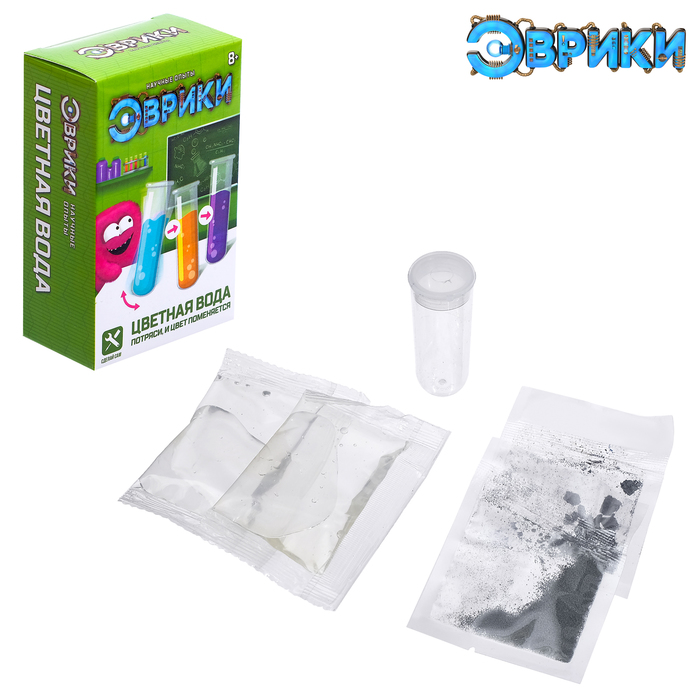 ЭВРИКИ
8+
НАУЧНЫЕ ОПЫТЫ
ЭВРИКИ
ЦВЕТНАЯ ВОДА
ПОТРЯСИ, И ЦВЕТ ПОМЕНЯЕТСЯ
СДЕЛАЙ САМ
ЭВРИКИ
НАУЧНЫЕ
ОПЫТЫ
ЦВЕТНАЯ ВОДА